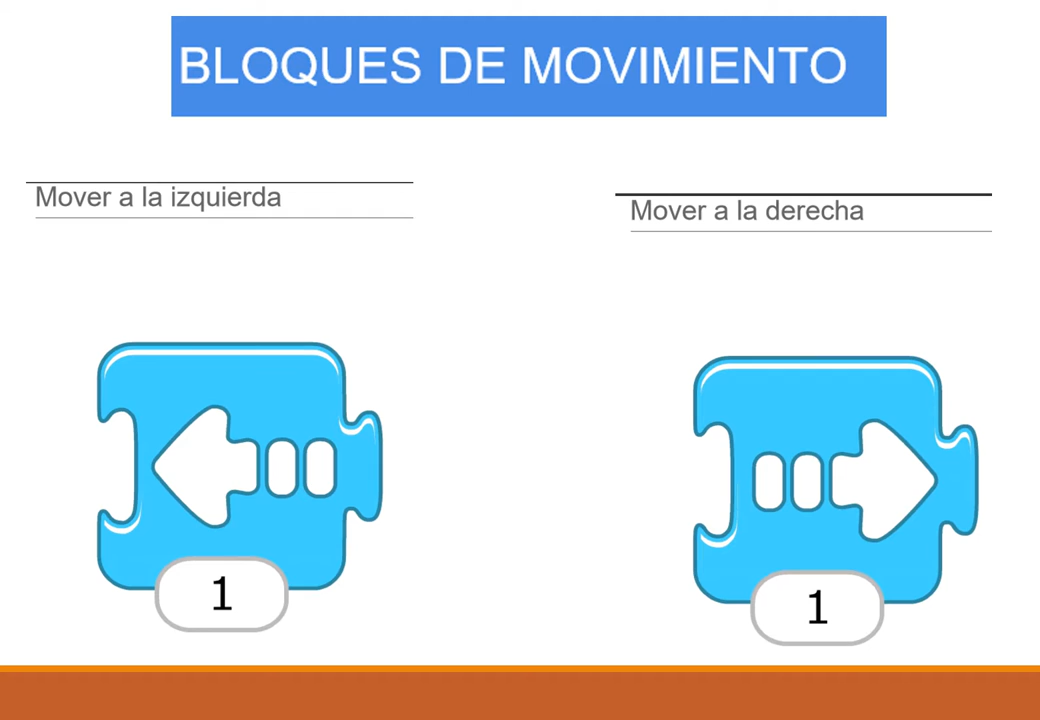 BLOQUES DE MOVIMIENTO
Mover a la izquierda
Mover a la derecha
1
1